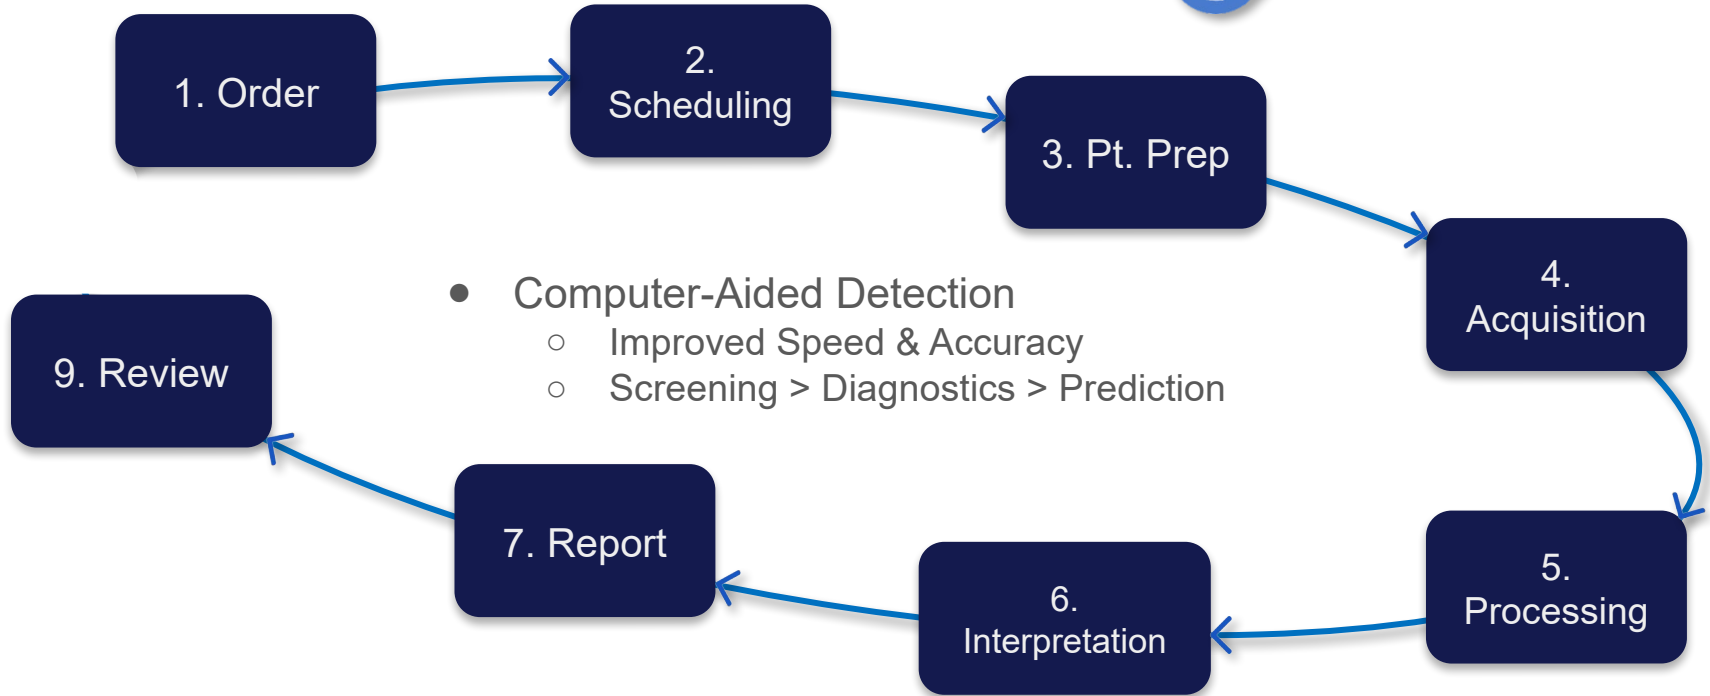 1. Order
2.
Scheduling
3. Pt. Prep
4.
Acquisition
● Computer-Aided Detection
○ Improved Speed & Accuracy
○ Screening > Diagnostics > Prediction
9. Review
7. Report
6.
Interpretation
5.
Processing